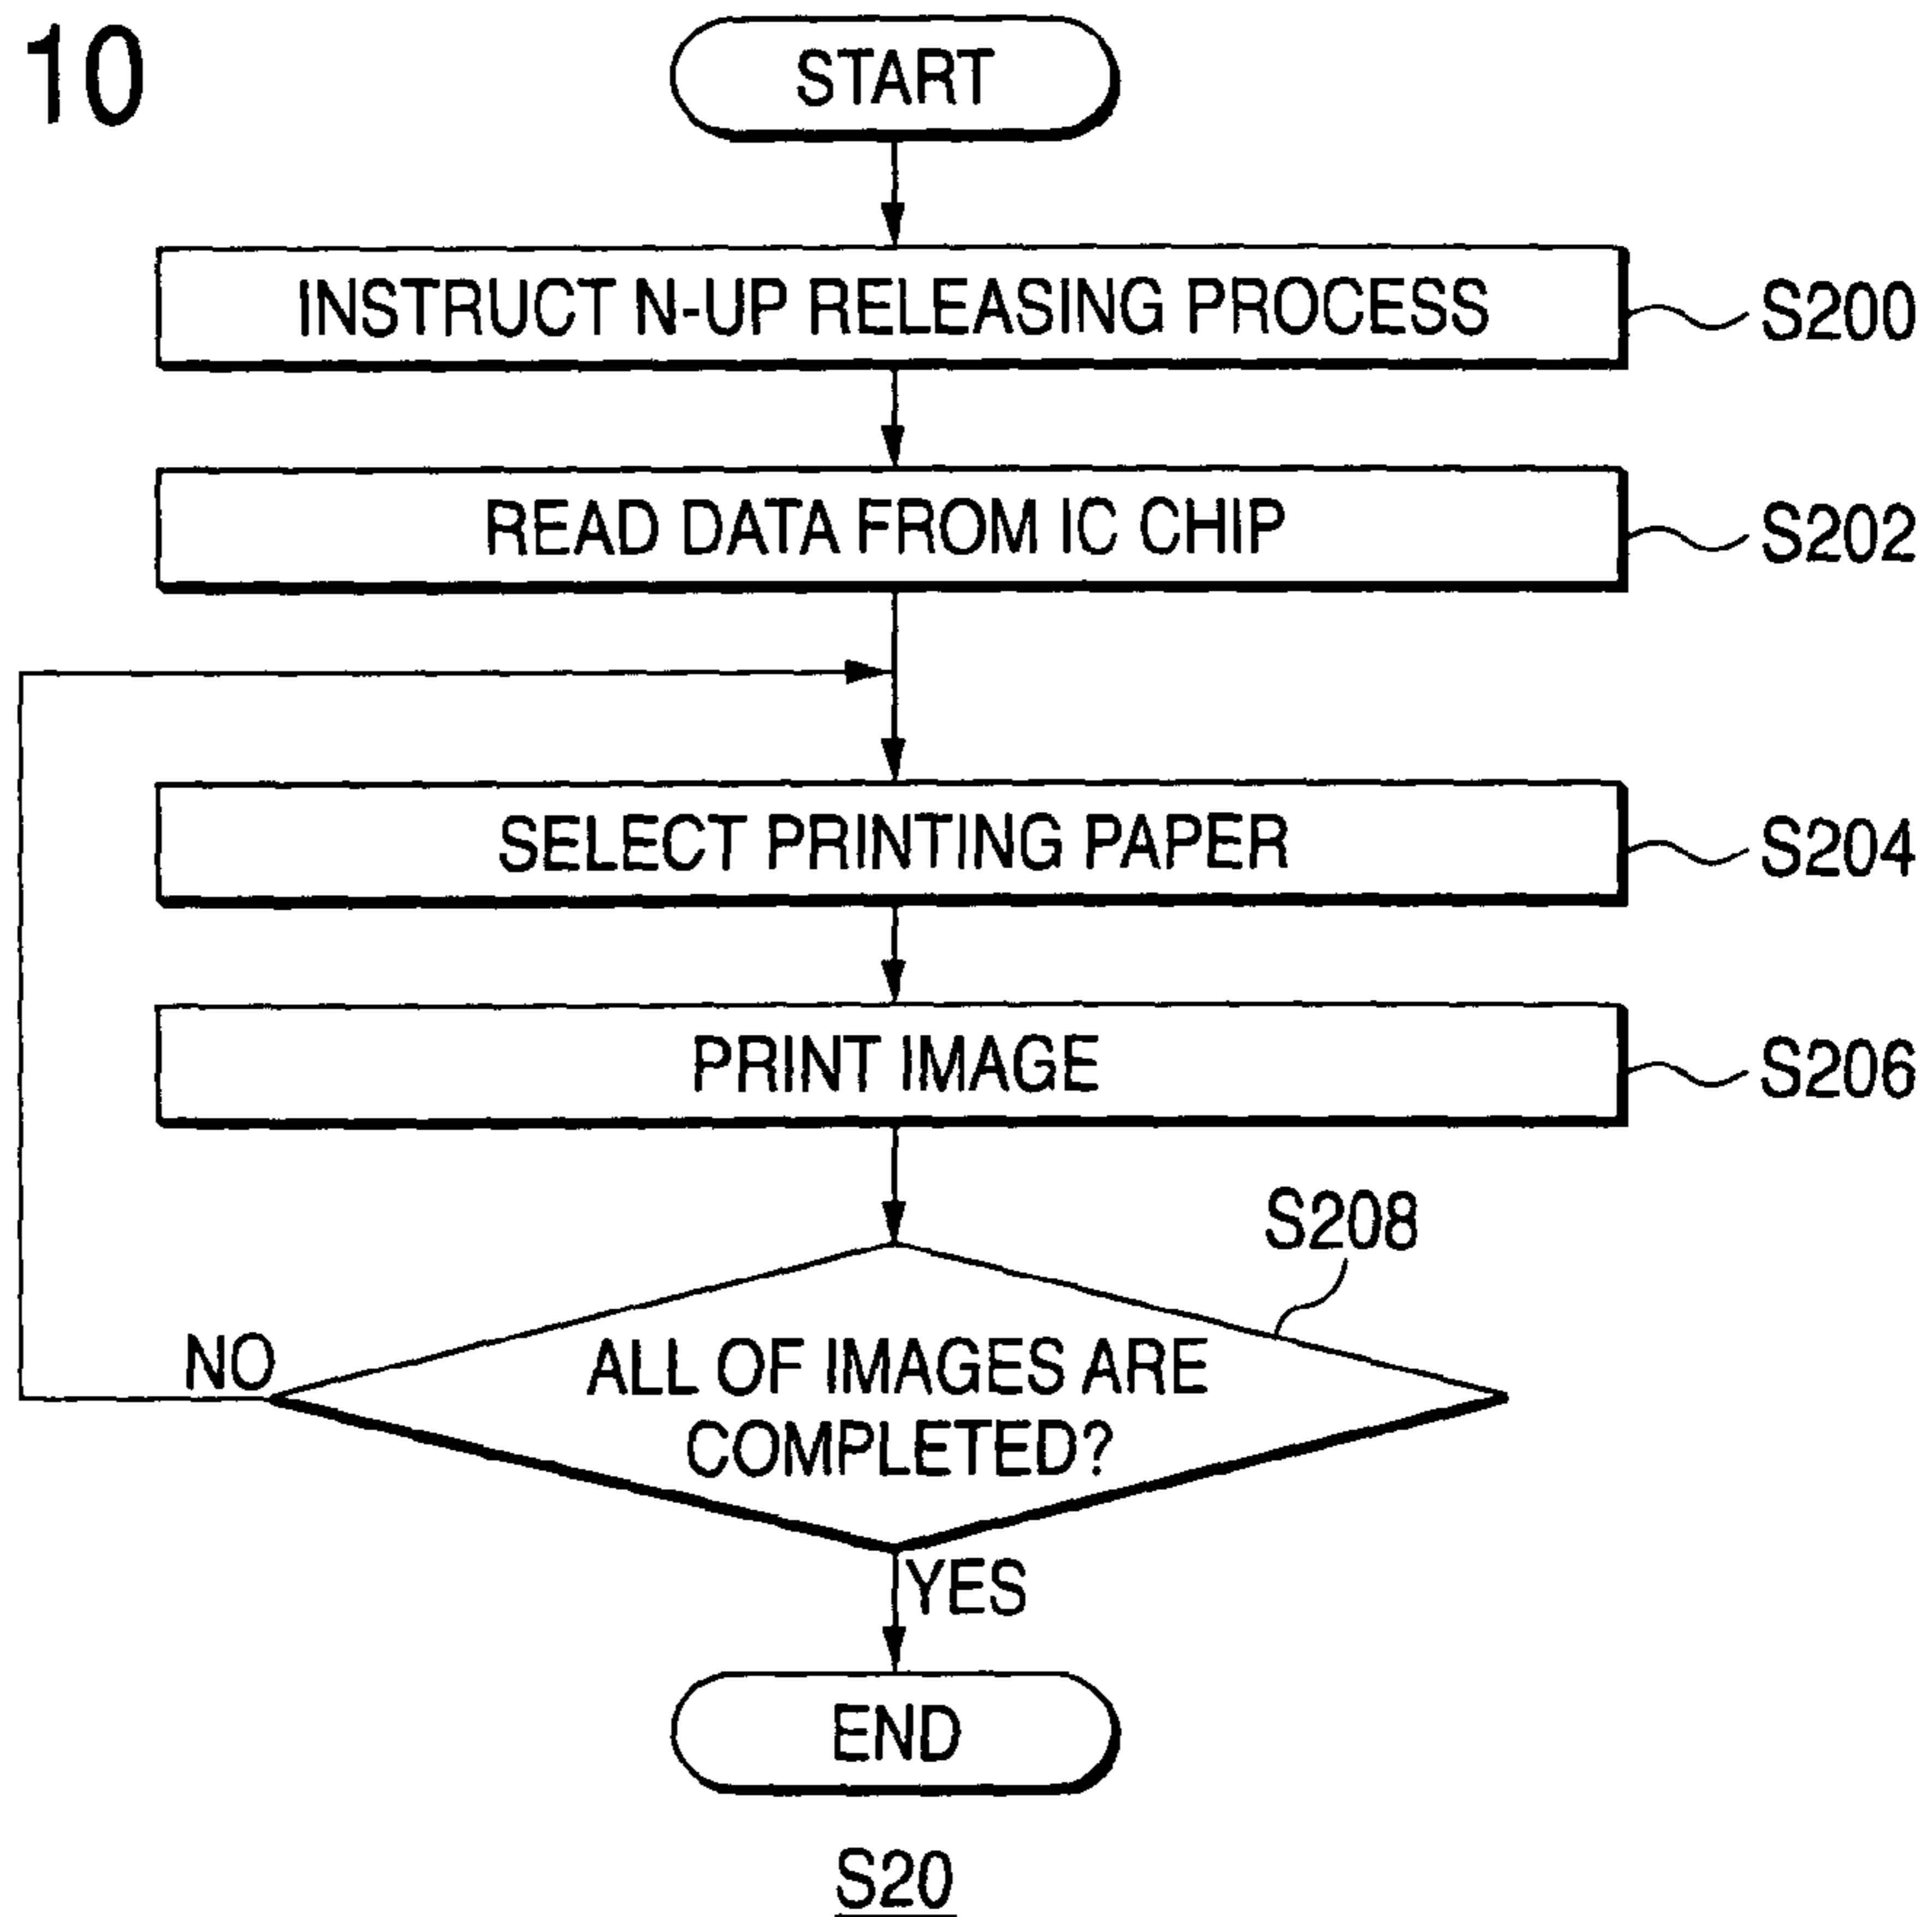 10
START
INSTRUCT N-UP RELEASING PROCESS
S200
READ DATA FROM IC CHIP
S202
SELECT PRINTING PAPER
S204
PRINT IMAGE
S206
S208
NO
ALL OF IMAGES ARE
COMPLETED?
YES
END
S20